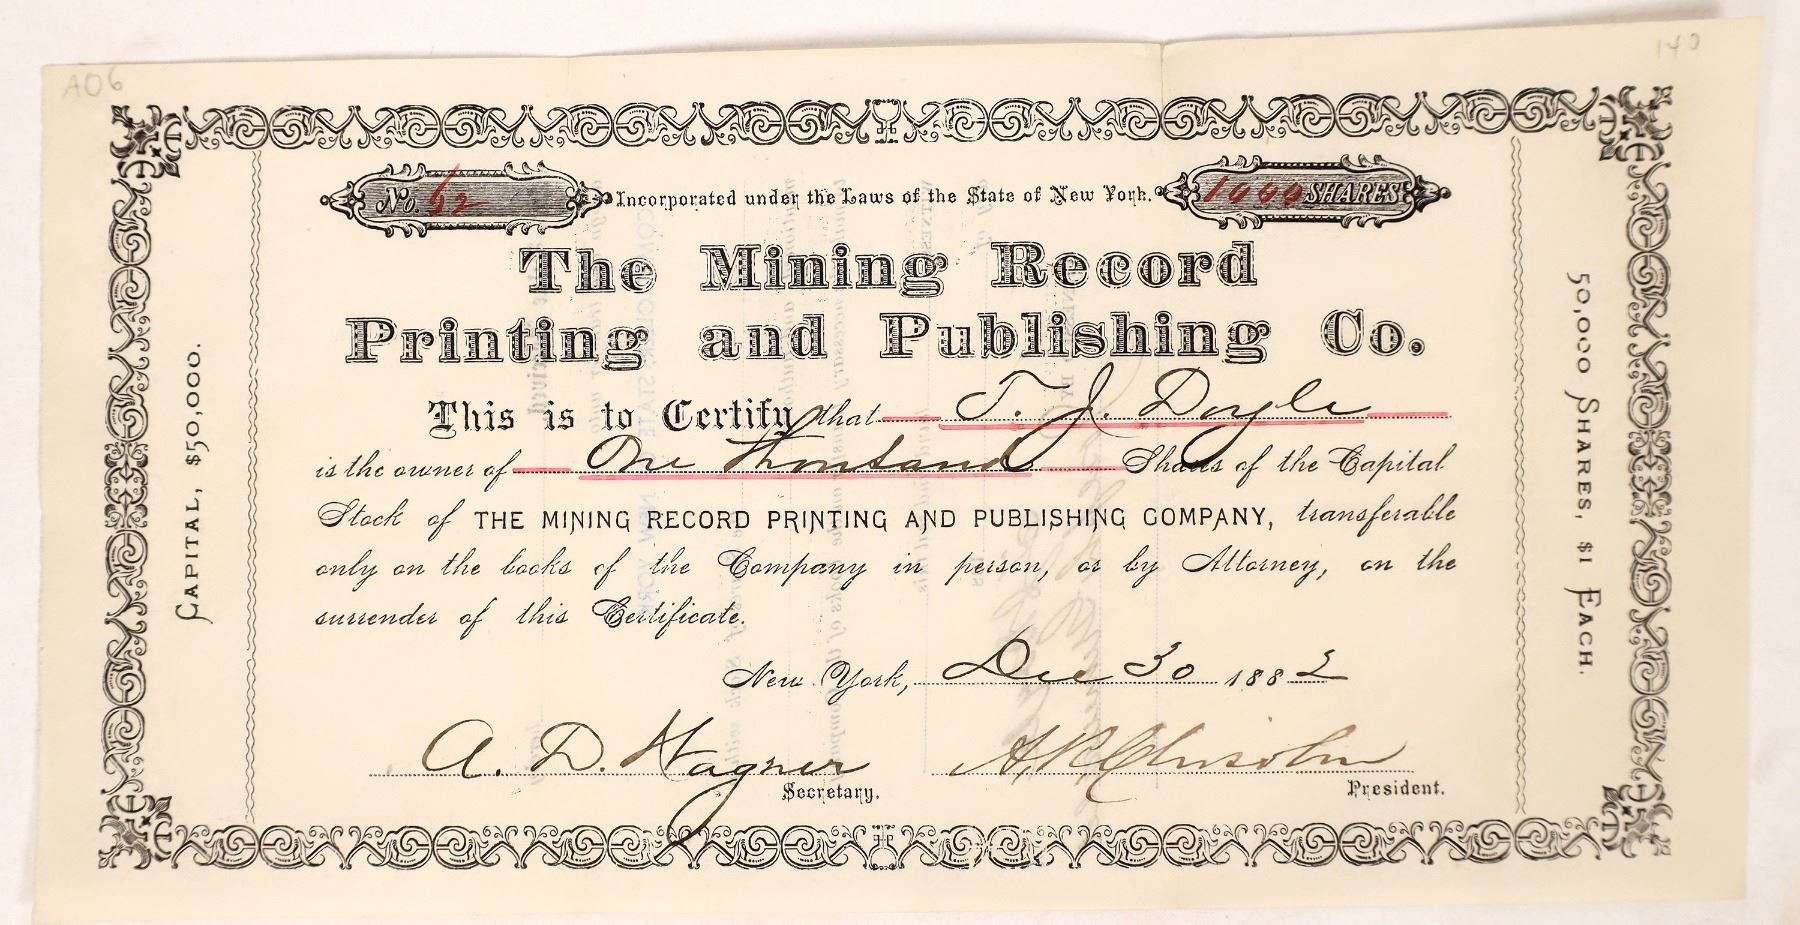 A06
140
No. 52
Incorporated under the Laws of the State of New York.
1000 SHARES
The Mining Record
Printing and Publishing Co.
This is to Certify that T. J. Doyle
is the owner of One Thousand Shares of the Capital
Stock of THE MINING RECORD PRINTING AND PUBLISHING COMPANY, transferable
only on the books of the Company in person, or by Attorney, on the
surrender of this Certificate.
New York, Dec 30 1882
A. D. Wagner
Secretary.
A. R. Chisolm
President.
CAPITAL, $50,000.
50,000 SHARES, $1 EACH.